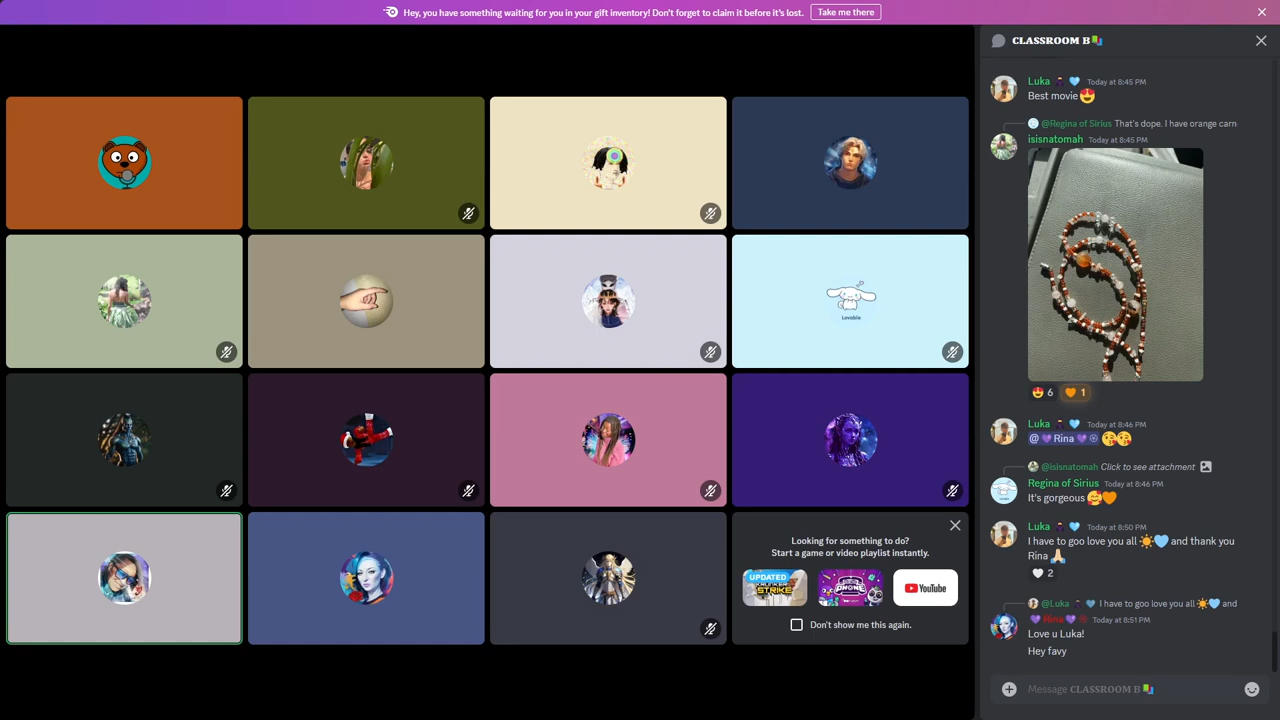 Hey, you have something waiting for you in your gift inventory! Don't forget to claim it before it's lost. Take me there
CLASSROOM B
Luka Today at 8:45 PM
Best movie😍
@Regina of Sirius That's dope. I have orange carn
isisnatomah Today at 8:45 PM
😍 6 🧡 1
Luka Today at 8:46 PM
@💜Rina💜 😘😘
@isisnatomah Click to see attachment
Regina of Sirius Today at 8:46 PM
It's gorgeous 🥰🧡
Luka Today at 8:50 PM
I have to goo love you all ☀️🩵 and thank you
Rina 🙏🏻
🤍 2
@Luka I have to goo love you all ☀️🩵 and
💜Rina💜 Today at 8:51 PM
Love u Luka!
Hey favy
Message CLASSROOM B
Lovable
Looking for something to do?
Start a game or video playlist instantly.
UPDATED
STRIKE
PHONE
YouTube
Don't show me this again.